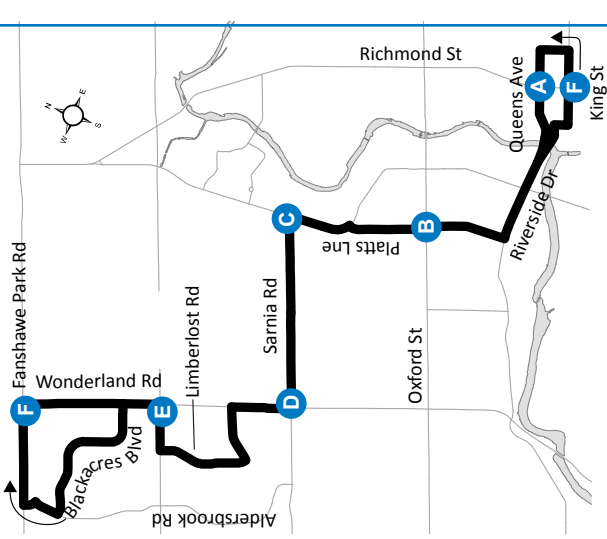 Richmond St
Queens Ave
A
F
King St
N
E
S
W
Riverside Dr
C
B
Platts Lne
Fanshawe Park Rd
Limberlost Rd
Sarnia Rd
Oxford St
Wonderland Rd
F
E
D
Blackacres Blvd
Aldersbrook Rd